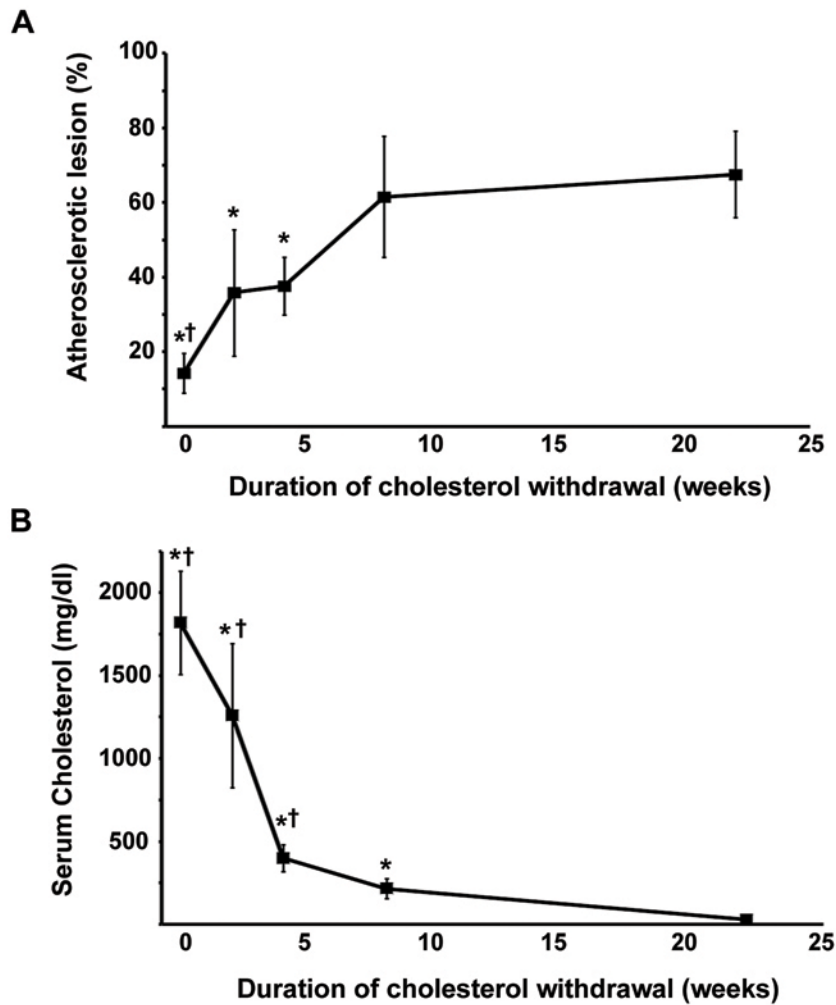 A
Atherosclerotic lesion (%)
100
80
60
40
20
*†
*
*
0 5 10 15 20 25
Duration of cholesterol withdrawal (weeks)
B
Serum Cholesterol (mg/dl)
2000
1500
1000
500
*†
*†
*†
*
0 5 10 15 20 25
Duration of cholesterol withdrawal (weeks)